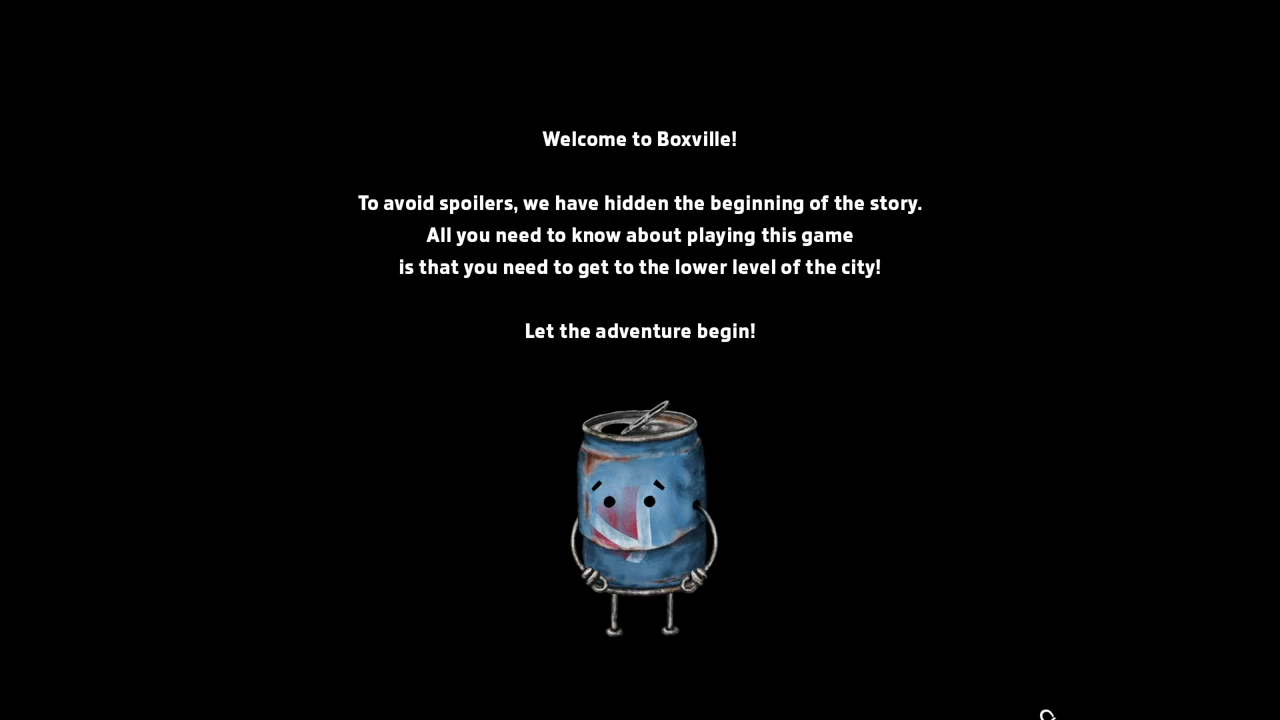 Welcome to Boxville!
To avoid spoilers, we have hidden the beginning of the story.
All you need to know about playing this game
is that you need to get to the lower level of the city!
Let the adventure begin!